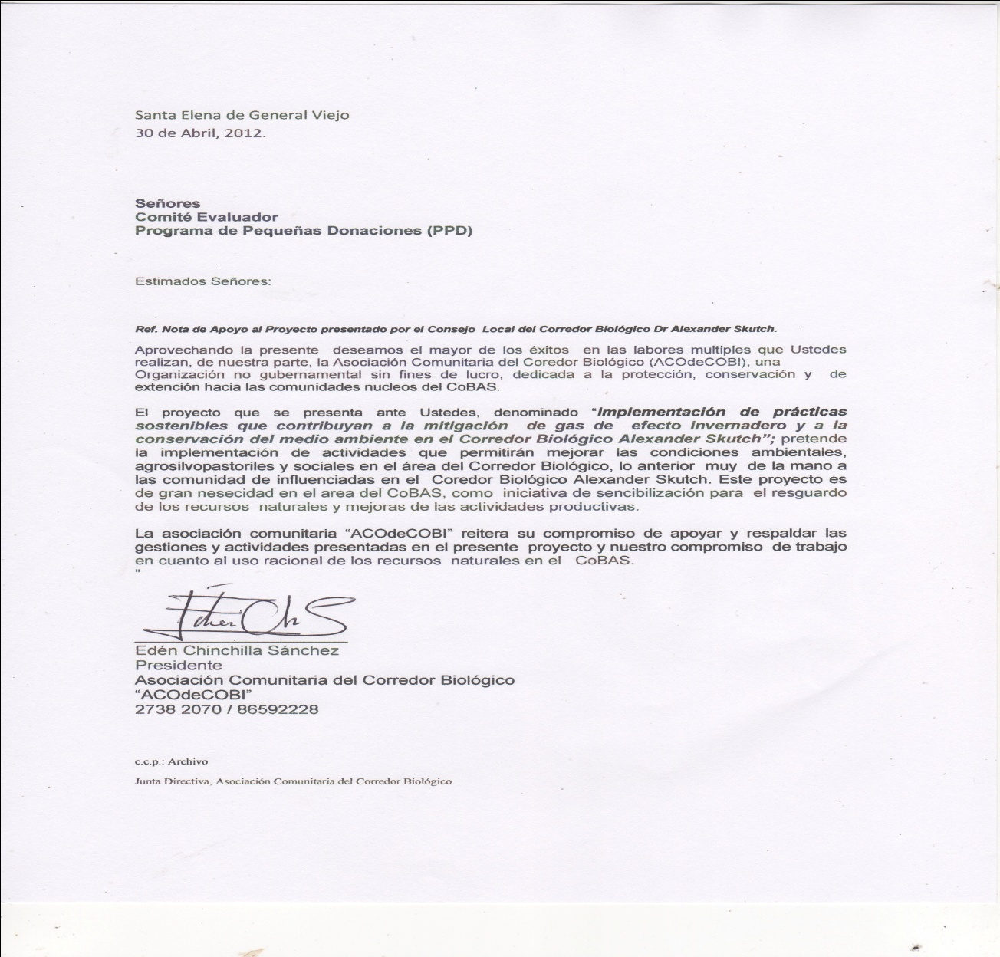 Santa Elena de General Viejo
30 de Abril, 2012.
Señores
Comité Evaluador
Programa de Pequeñas Donaciones (PPD)
Estimados Señores:
Ref. Nota de Apoyo al Proyecto presentado por el Consejo Local del Corredor Biológico Dr Alexander Skutch.
Aprovechando la presente deseamos el mayor de los éxitos en las labores multiples que Ustedes
realizan, de nuestra parte, la Asociación Comunitaria del Coredor Biológico (ACOdeCOBI), una
Organización no gubernamental sin fines de lucro, dedicada a la protección, conservación y de
extención hacia las comunidades nucleos del CoBAS.
El proyecto que se presenta ante Ustedes, denominado “Implementación de prácticas
sostenibles que contribuyan a la mitigación de gas de efecto invernadero y a la
conservación del medio ambiente en el Corredor Biológico Alexander Skutch”; pretende
la implementación de actividades que permitirán mejorar las condiciones ambientales,
agrosilvopastoriles y sociales en el área del Corredor Biológico, lo anterior muy de la mano a
las comunidad de influenciadas en el Coredor Biológico Alexander Skutch. Este proyecto es
de gran nesecidad en el area del CoBAS, como iniciativa de sencibilización para el resguardo
de los recursos naturales y mejoras de las actividades productivas.
La asociación comunitaria “ACOdeCOBI” reitera su compromiso de apoyar y respaldar las
gestiones y actividades presentadas en el presente proyecto y nuestro compromiso de trabajo
en cuanto al uso racional de los recursos naturales en el CoBAS.
”
Edén Chinchilla Sánchez
Presidente
Asociación Comunitaria del Corredor Biológico
“ACOdeCOBI”
2738 2070 / 86592228
c.c.p.: Archivo
Junta Directiva, Asociación Comunitaria del Corredor Biológico